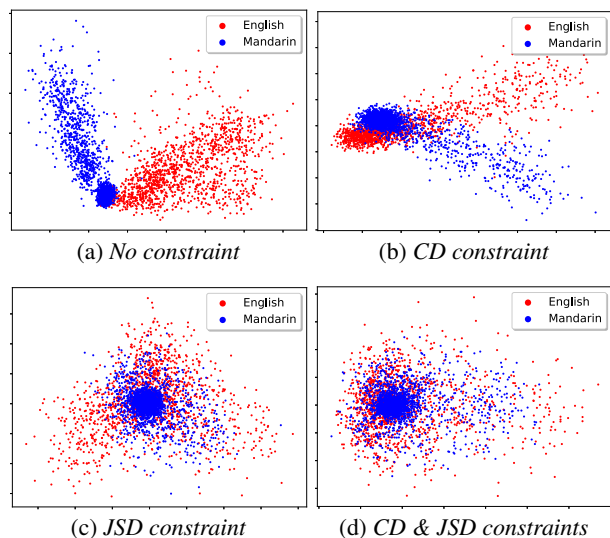 English
Mandarin
English
Mandarin
(a) No constraint
(b) CD constraint
English
Mandarin
English
Mandarin
(c) JSD constraint
(d) CD & JSD constraints